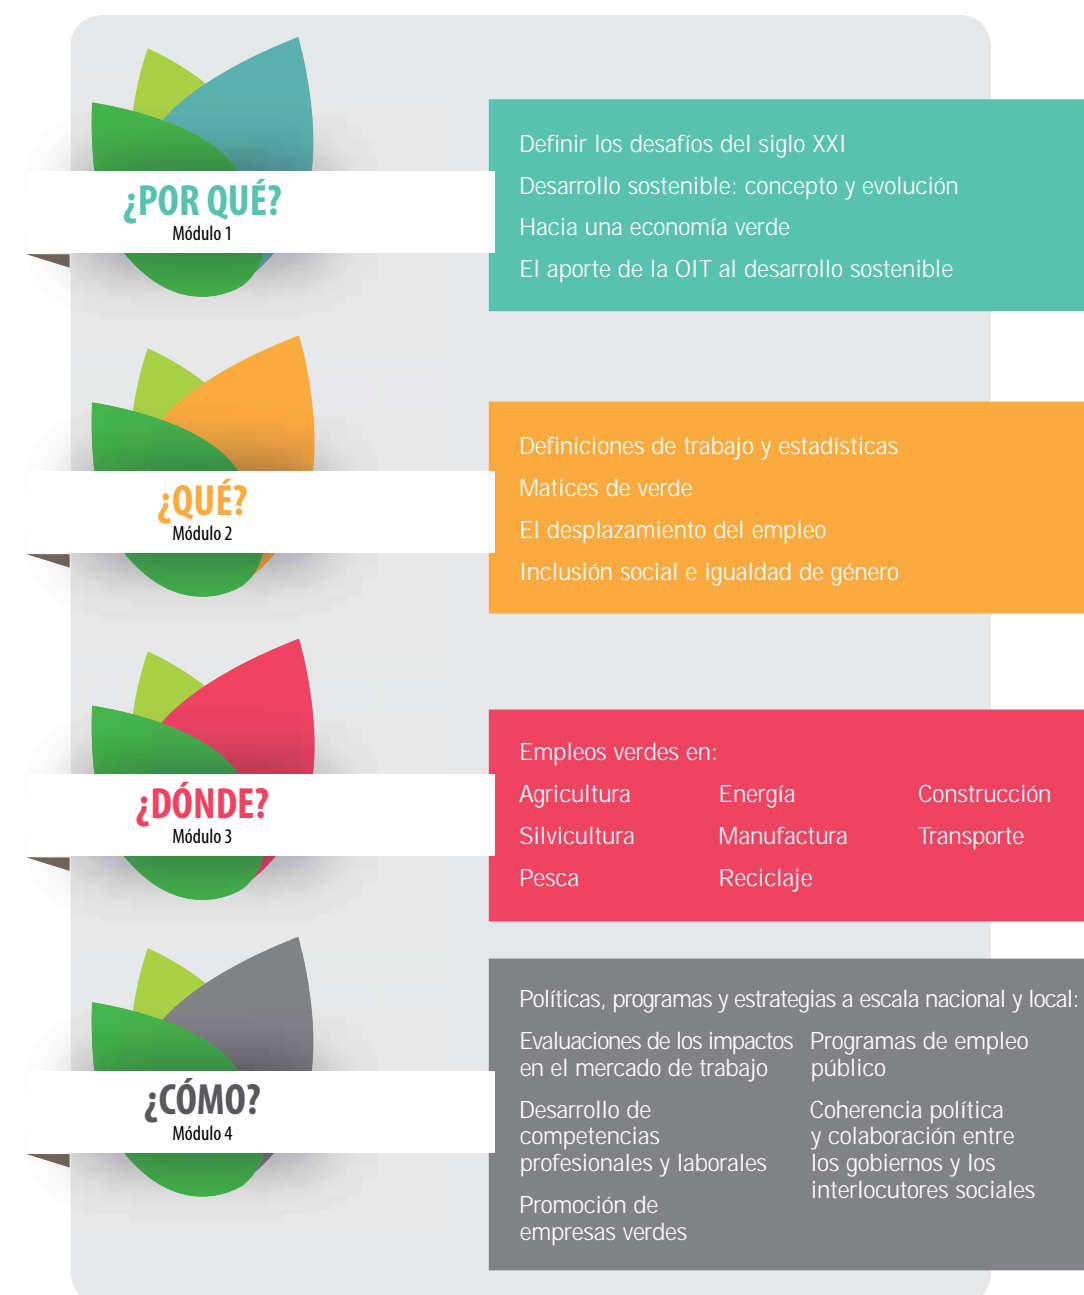 ¿POR QUÉ?
Módulo 1
Definir los desafíos del siglo XXI
Desarrollo sostenible: concepto y evolución
Hacia una economía verde
El aporte de la OIT al desarrollo sostenible
¿QUÉ?
Módulo 2
Definiciones de trabajo y estadísticas
Matices de verde
El desplazamiento del empleo
Inclusión social e igualdad de género
¿DÓNDE?
Módulo 3
Empleos verdes en:
Agricultura
Silvicultura
Pesca
Energía
Manufactura
Reciclaje
Construcción
Transporte
¿CÓMO?
Módulo 4
Políticas, programas y estrategias a escala nacional y local:
Evaluaciones de los impactos
en el mercado de trabajo
Desarrollo de
competencias
profesionales y laborales
Promoción de
empresas verdes
Programas de empleo
público
Coherencia política
y colaboración entre
los gobiernos y los
interlocutores sociales